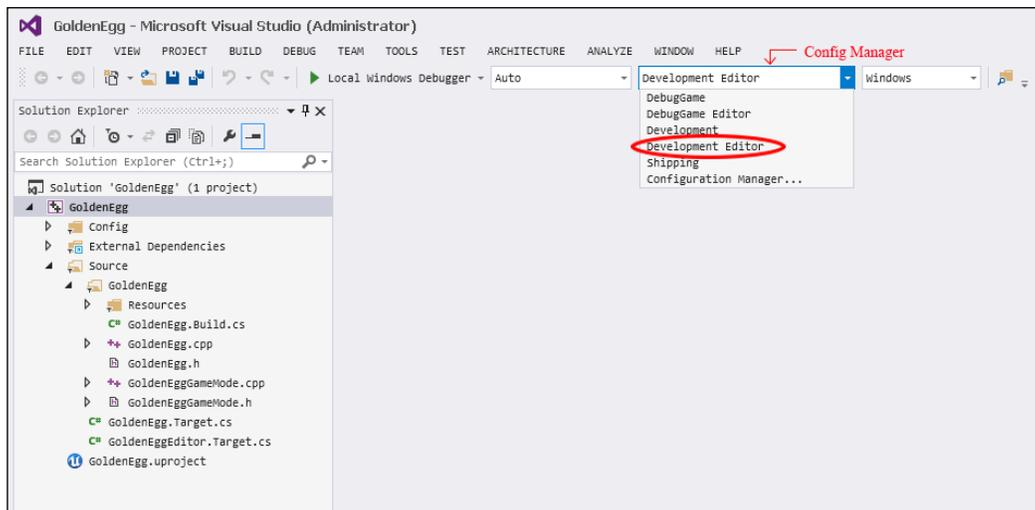 GoldenEgg - Microsoft Visual Studio (Administrator)
FILE EDIT VIEW PROJECT BUILD DEBUG TEAM TOOLS TEST ARCHITECTURE ANALYZE WINDOW HELP
Config Manager
Local Windows Debugger Auto Development Editor Windows
DebugGame
DebugGame Editor
Development
Development Editor
Shipping
Configuration Manager...
Solution Explorer
Search Solution Explorer (Ctrl+;)
Solution 'GoldenEgg' (1 project)
GoldenEgg
Config
External Dependencies
Source
GoldenEgg
Resources
C# GoldenEgg.Build.cs
++ GoldenEgg.cpp
h GoldenEgg.h
++ GoldenEggGameMode.cpp
h GoldenEggGameMode.h
C# GoldenEgg.Target.cs
C# GoldenEggEditor.Target.cs
GoldenEgg.uproject